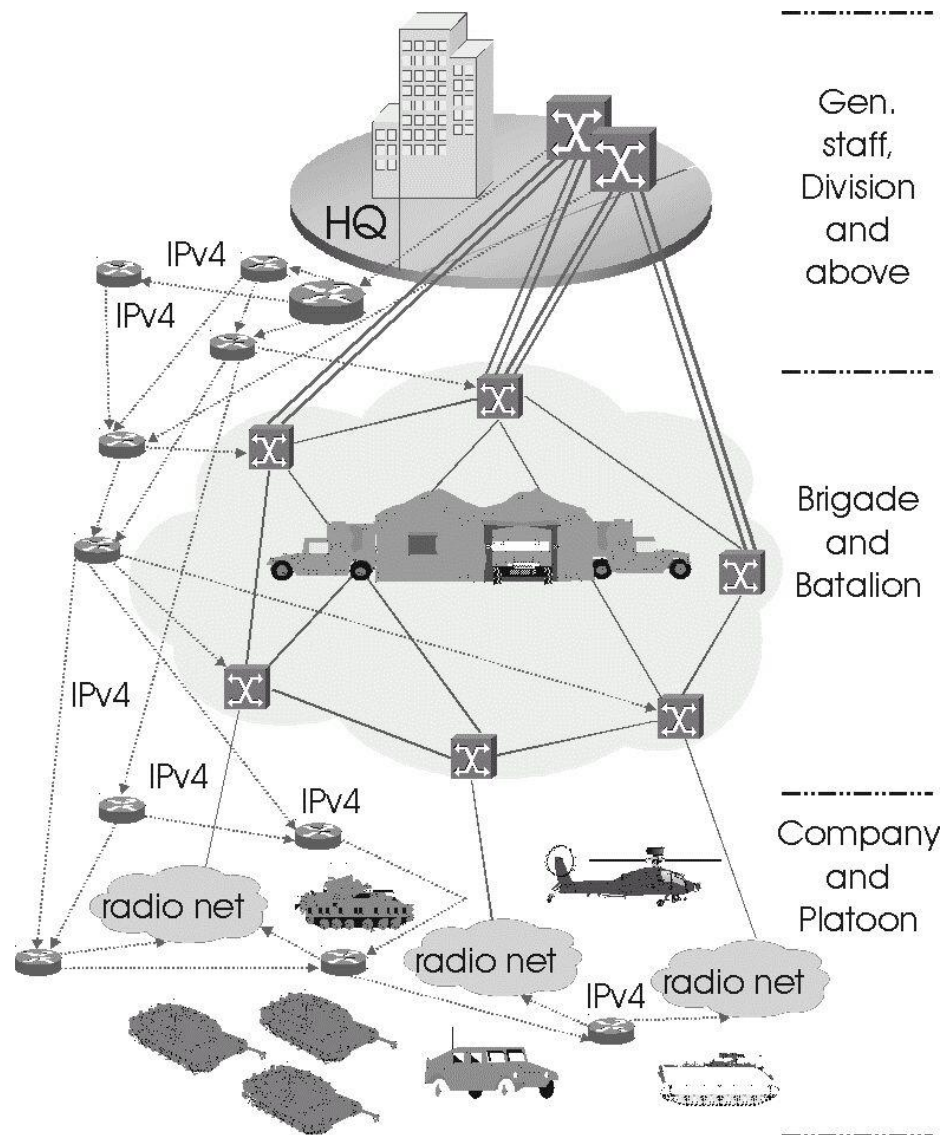 Gen.
staff,
Division
and
above
HQ
IPv4
IPv4
Brigade
and
Batalion
IPv4
IPv4
IPv4
Company
and
Platoon
radio net
radio net
radio net
IPv4